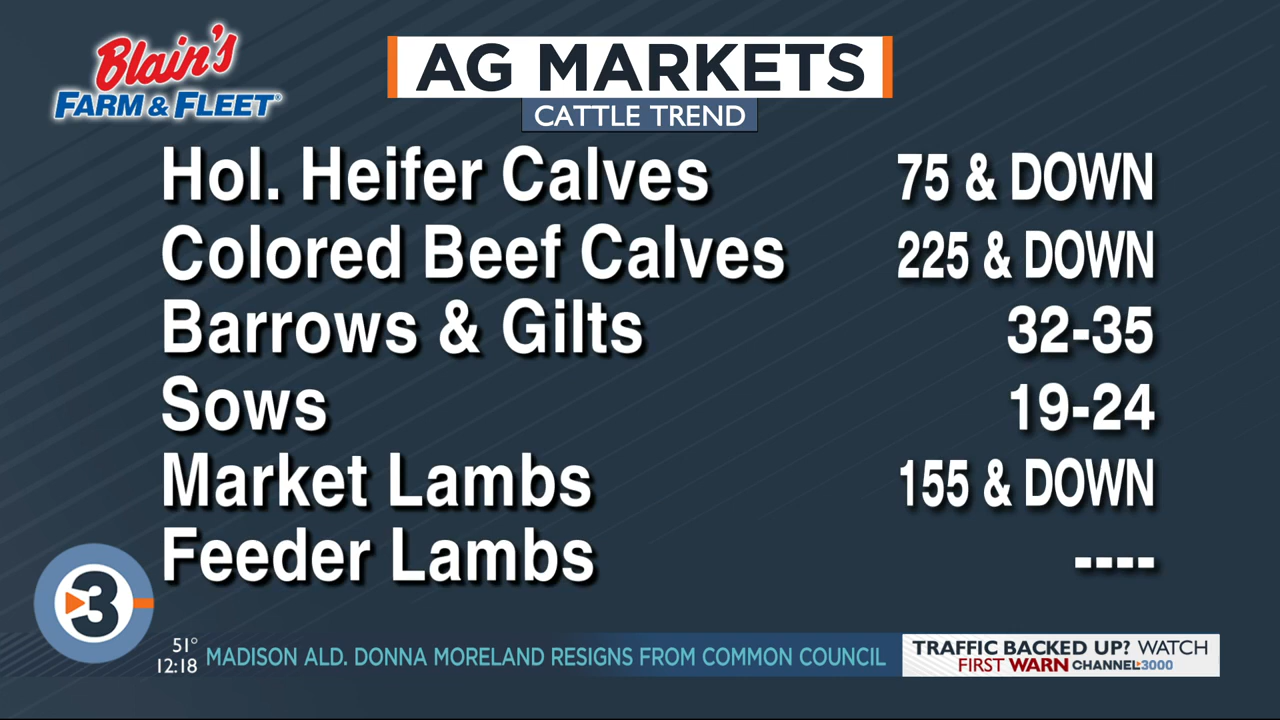 Blain's
FARM & FLEET®
AG MARKETS
CATTLE TREND
Hol. Heifer Calves 75 & DOWN
Colored Beef Calves 225 & DOWN
Barrows & Gilts 32-35
Sows 19-24
Market Lambs 155 & DOWN
Feeder Lambs ----
3
51°
12:18
MADISON ALD. DONNA MORELAND RESIGNS FROM COMMON COUNCIL
TRAFFIC BACKED UP? WATCH
FIRST WARN CHANNEL3000